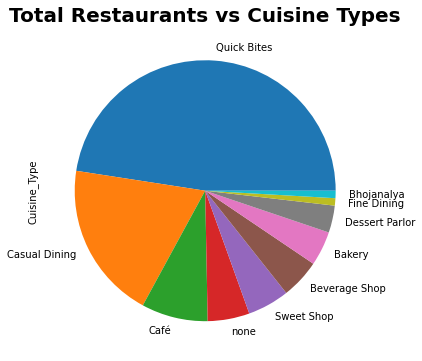 Total Restaurants vs Cuisine Types
Quick Bites
Cuisine_Type
Casual Dining
Café
none
Sweet Shop
Beverage Shop
Bakery
Dessert Parlor
Fine Dining
Bhojanalya